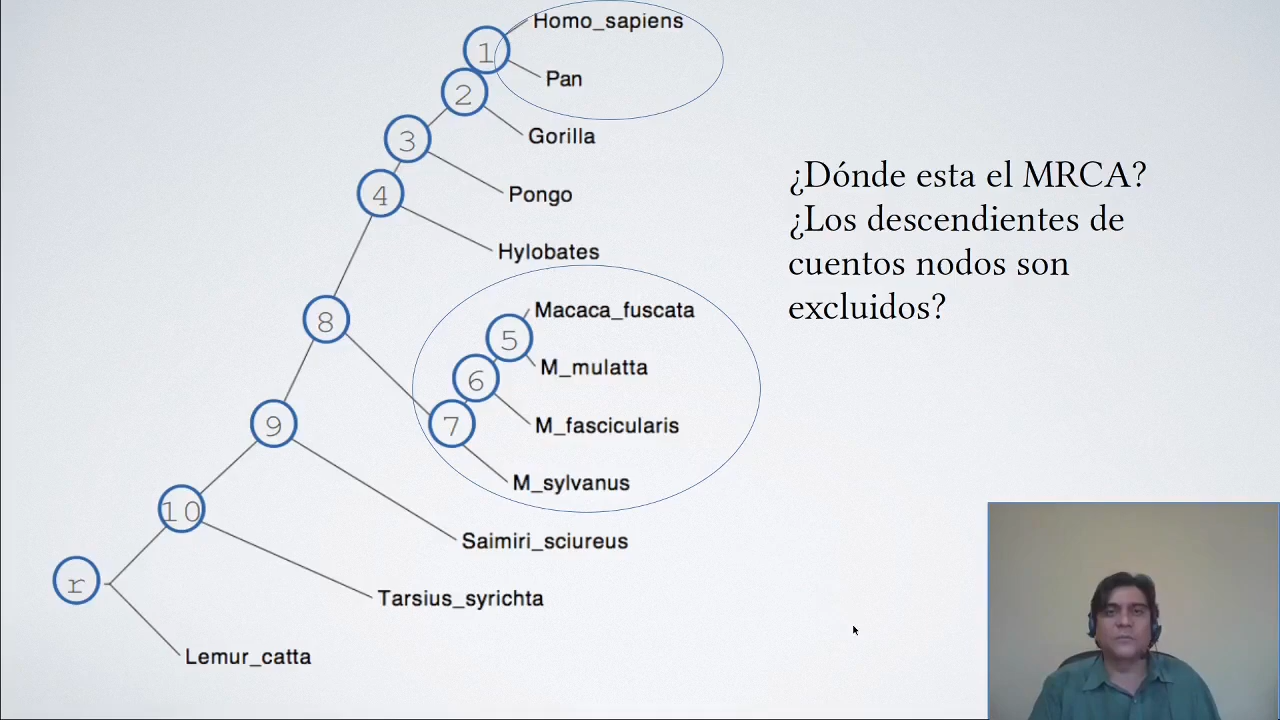 Homo_sapiens
1
Pan
2
Gorilla
3
Pongo
4
Hylobates
Macaca_fuscata
5
M_mulatta
6
M_fascicularis
7
M_sylvanus
8
9
Saimiri_sciureus
10
Tarsius_syrichta
r
Lemur_catta
¿Dónde esta el MRCA?
¿Los descendientes de
cuentos nodos son
excluidos?